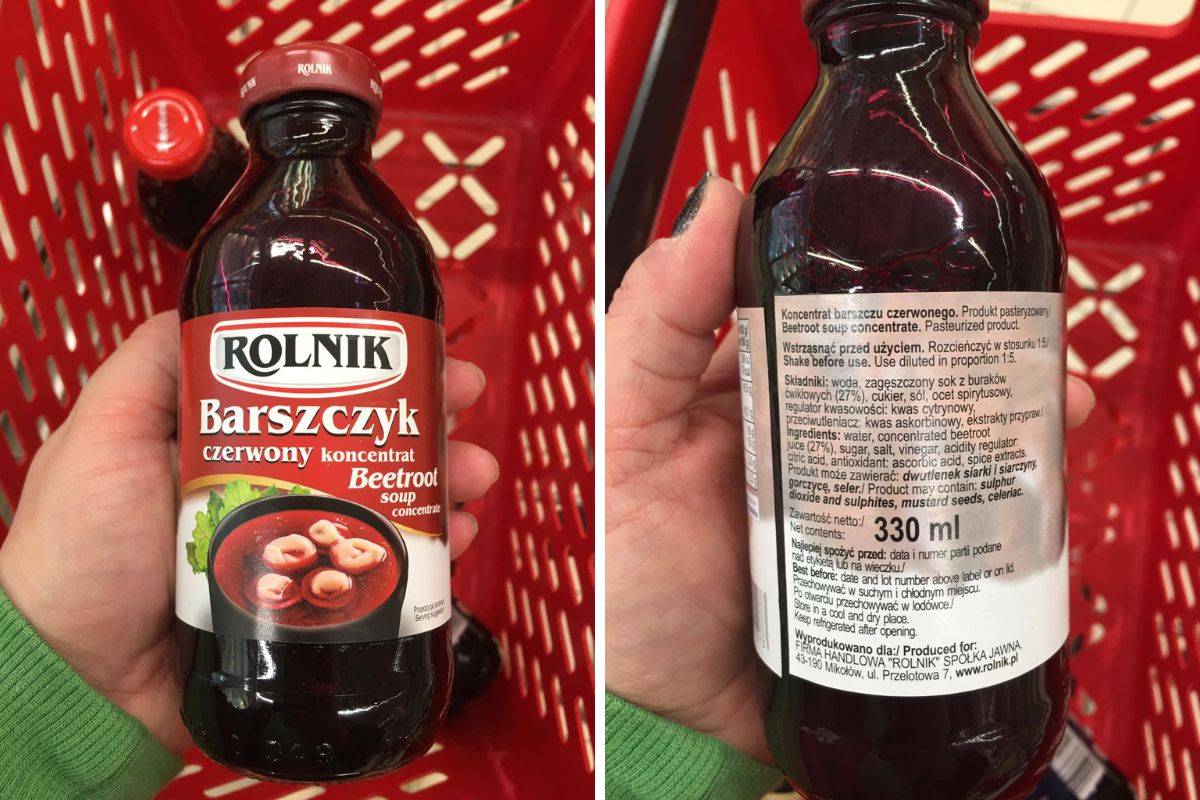 ROLNIK
ROLNIK
Barszczyk
czerwony koncentrat
Beetroot
soup
concentrate
Serving suggestion
Koncentrat barszczu czerwonego. Produkt pasteryzowany./
Beetroot soup concentrate. Pasteurized product.
Wstrząsnąć przed użyciem. Rozcieńczyć w stosunku 1:5./
Shake before use. Use diluted in proportion 1:5.
Składniki: woda, zagęszczony sok z buraków
ćwikłowych (27%), cukier, sól, ocet spirytusowy,
regulator kwasowości: kwas cytrynowy,
przeciwutleniacz: kwas askorbinowy, ekstrakty przypraw./
Ingredients: water, concentrated beetroot
juice (27%), sugar, salt, vinegar, acidity regulator:
citric acid, antioxidant: ascorbic acid, spice extracts.
Produkt może zawierać: dwutlenek siarki i siarczyny,
gorczycę, seler./ Product may contain: sulphur
dioxide and sulphites, mustard seeds, celeriac.
Zawartość netto:/
Net contents: 330 ml
Najlepiej spożyć przed: data i numer partii podane
nad etykietą lub na wieczku./
Best before: date and lot number above label or on lid.
Przechowywać w suchym i chłodnym miejscu.
Po otwarciu przechowywać w lodówce./
Store in a cool and dry place.
Keep refrigerated after opening.
Wyprodukowano dla:/ Produced for:
FIRMA HANDLOWA "ROLNIK" SPÓŁKA JAWNA
43-190 Mikołów, ul. Przelotowa 7, www.rolnik.pl